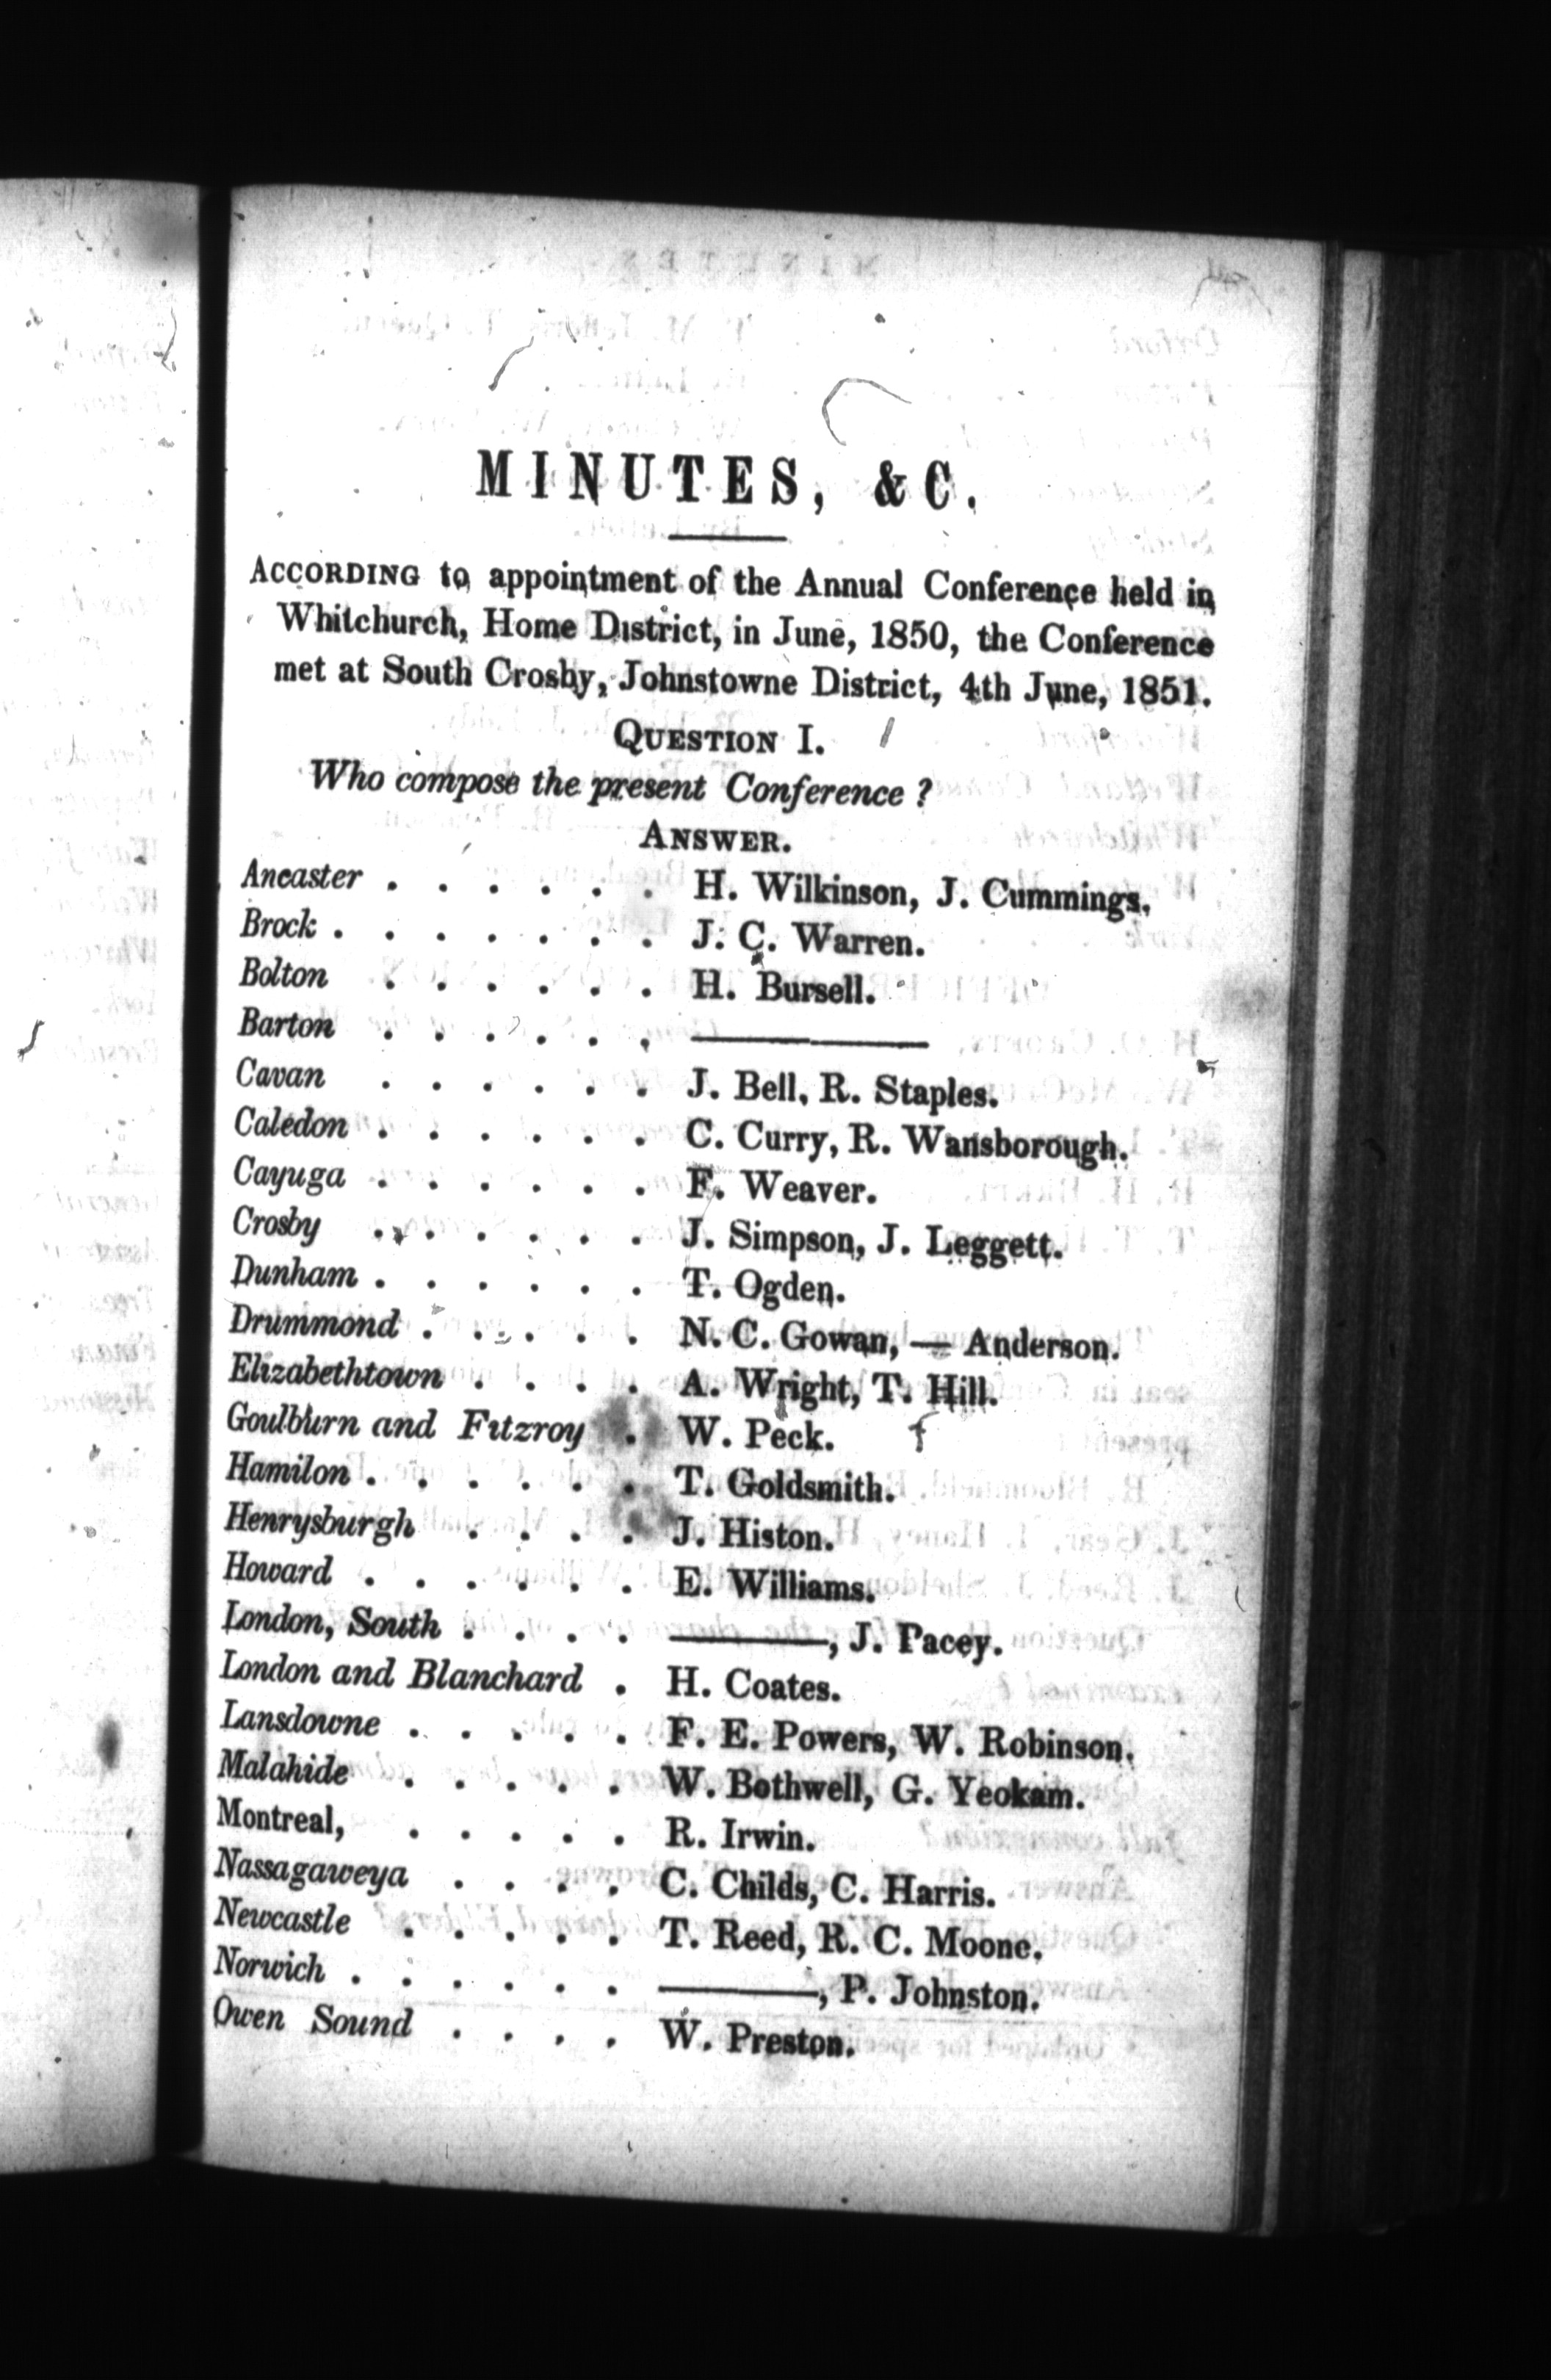 MINUTES, &C.
ACCORDING to appointment of the Annual Conference held in
Whitchurch, Home District, in June, 1850, the Conference
met at South Crosby, Johnstowne District, 4th June, 1851.
QUESTION I.
Who compose the present Conference ?
ANSWER.
Ancaster . . . . . . H. Wilkinson, J. Cummings.
Brock . . . . . . . J. C. Warren.
Bolton . . . . . . H. Bursell.
Barton . . . . . . ————
Cavan . . . . . . J. Bell, R. Staples.
Caledon . . . . . . C. Curry, R. Wansborough.
Cayuga . . . . . . F. Weaver.
Crosby . . . . . . J. Simpson, J. Leggett.
Dunham . . . . . . T. Ogden.
Drummond . . . . . N. C. Gowan, — Anderson.
Elizabethtown . . . . A. Wright, T. Hill.
Goulburn and Fitzroy . W. Peck.
Hamilon . . . . . . T. Goldsmith.
Henrysburgh . . . . J. Histon.
Howard . . . . . . E. Williams.
London, South . . . . ————, J. Pacey.
London and Blanchard . H. Coates.
Lansdowne . . . . . F. E. Powers, W. Robinson.
Malahide . . . . . W. Bothwell, G. Yeokam.
Montreal, . . . . . R. Irwin.
Nassagaweya . . . . C. Childs, C. Harris.
Newcastle . . . . . T. Reed, R. C. Moone.
Norwich . . . . . . ————, P. Johnston.
Owen Sound . . . . W. Preston.